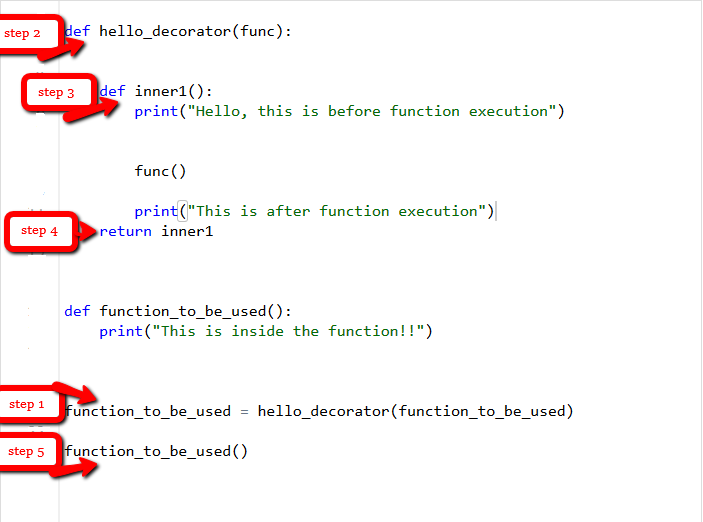 step 2
def hello_decorator(func):
step 3
def inner1():
print("Hello, this is before function execution")
func()
print("This is after function execution")
step 4
return inner1
def function_to_be_used():
print("This is inside the function!!")
step 1
function_to_be_used = hello_decorator(function_to_be_used)
step 5
function_to_be_used()